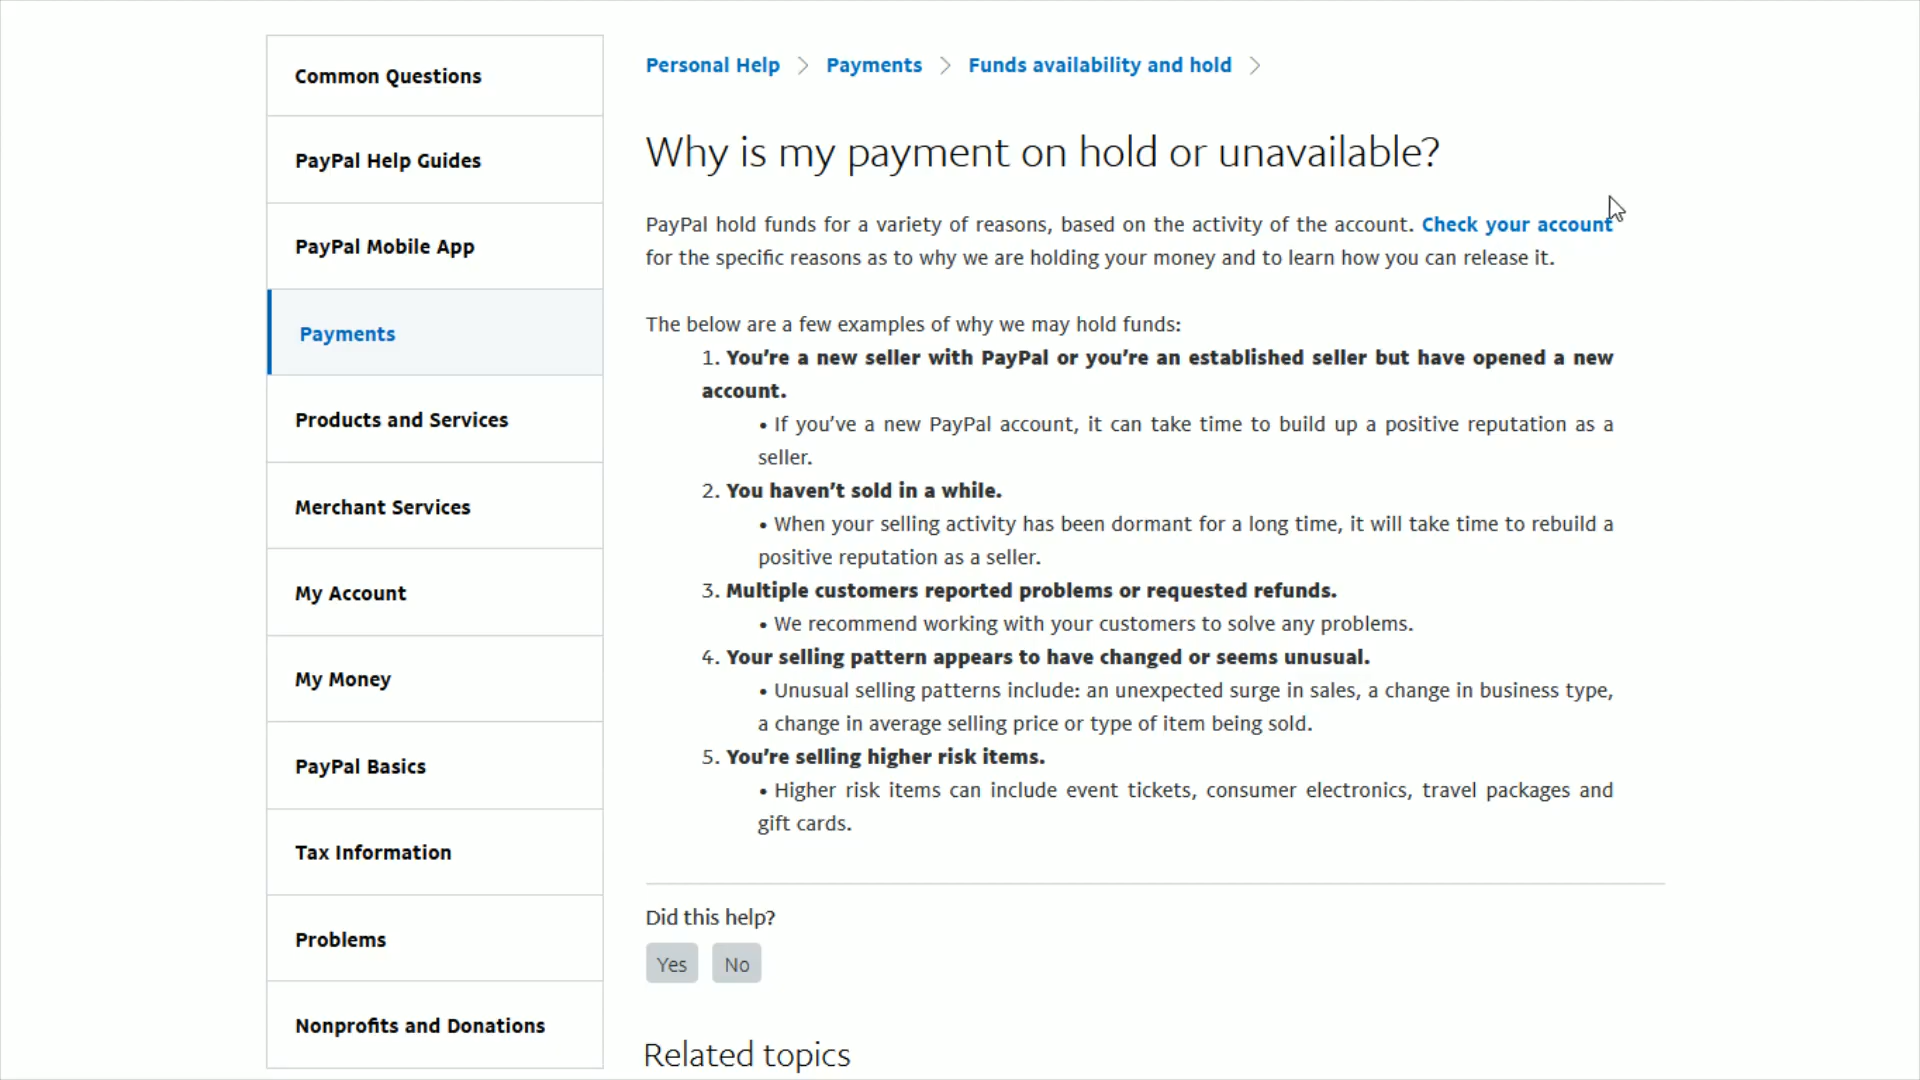 Common Questions
PayPal Help Guides
PayPal Mobile App
Payments
Products and Services
Merchant Services
My Account
My Money
PayPal Basics
Tax Information
Problems
Nonprofits and Donations
Personal Help > Payments > Funds availability and hold >
Why is my payment on hold or unavailable?
PayPal hold funds for a variety of reasons, based on the activity of the account. Check your account
for the specific reasons as to why we are holding your money and to learn how you can release it.
The below are a few examples of why we may hold funds:
1. You’re a new seller with PayPal or you’re an established seller but have opened a new
account.
• If you’ve a new PayPal account, it can take time to build up a positive reputation as a
seller.
2. You haven’t sold in a while.
• When your selling activity has been dormant for a long time, it will take time to rebuild a
positive reputation as a seller.
3. Multiple customers reported problems or requested refunds.
• We recommend working with your customers to solve any problems.
4. Your selling pattern appears to have changed or seems unusual.
• Unusual selling patterns include: an unexpected surge in sales, a change in business type,
a change in average selling price or type of item being sold.
5. You’re selling higher risk items.
• Higher risk items can include event tickets, consumer electronics, travel packages and
gift cards.
Did this help?
Yes No
Related topics